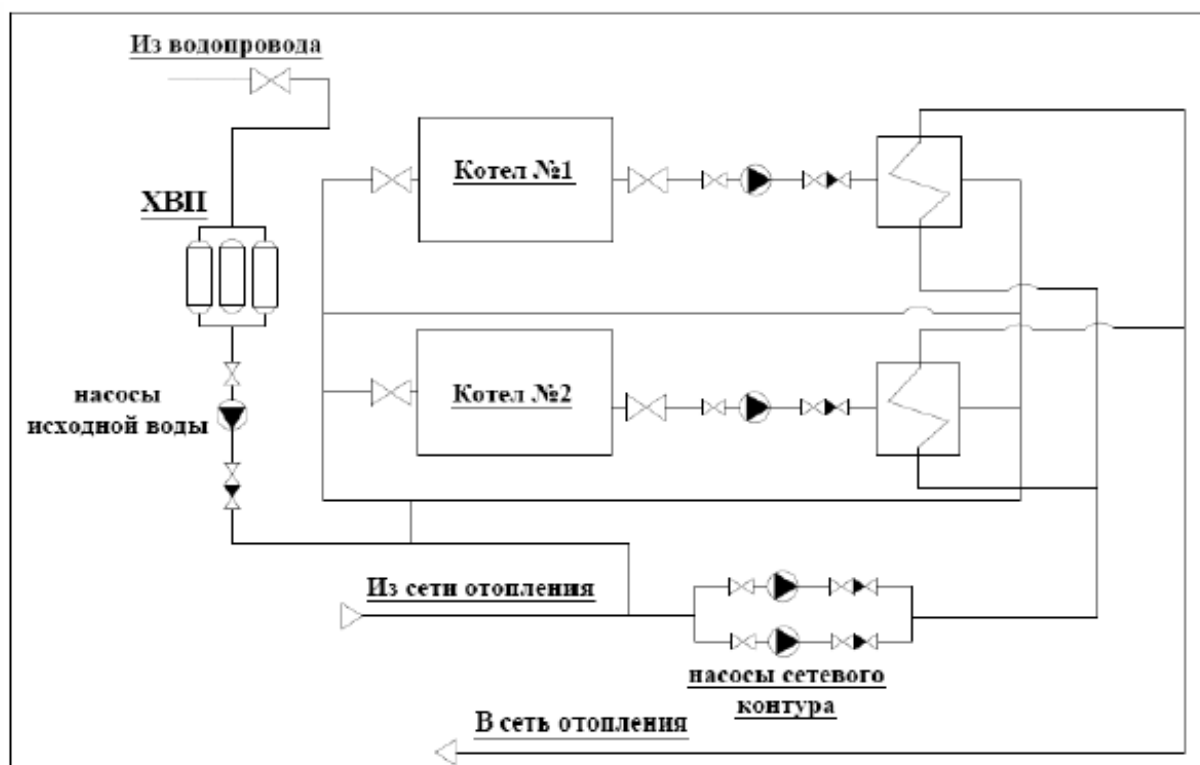 Из водопровода
Котел №1
ХВП
Котел №2
насосы
исходной воды
Из сети отопления
насосы сетевого
контура
В сеть отопления